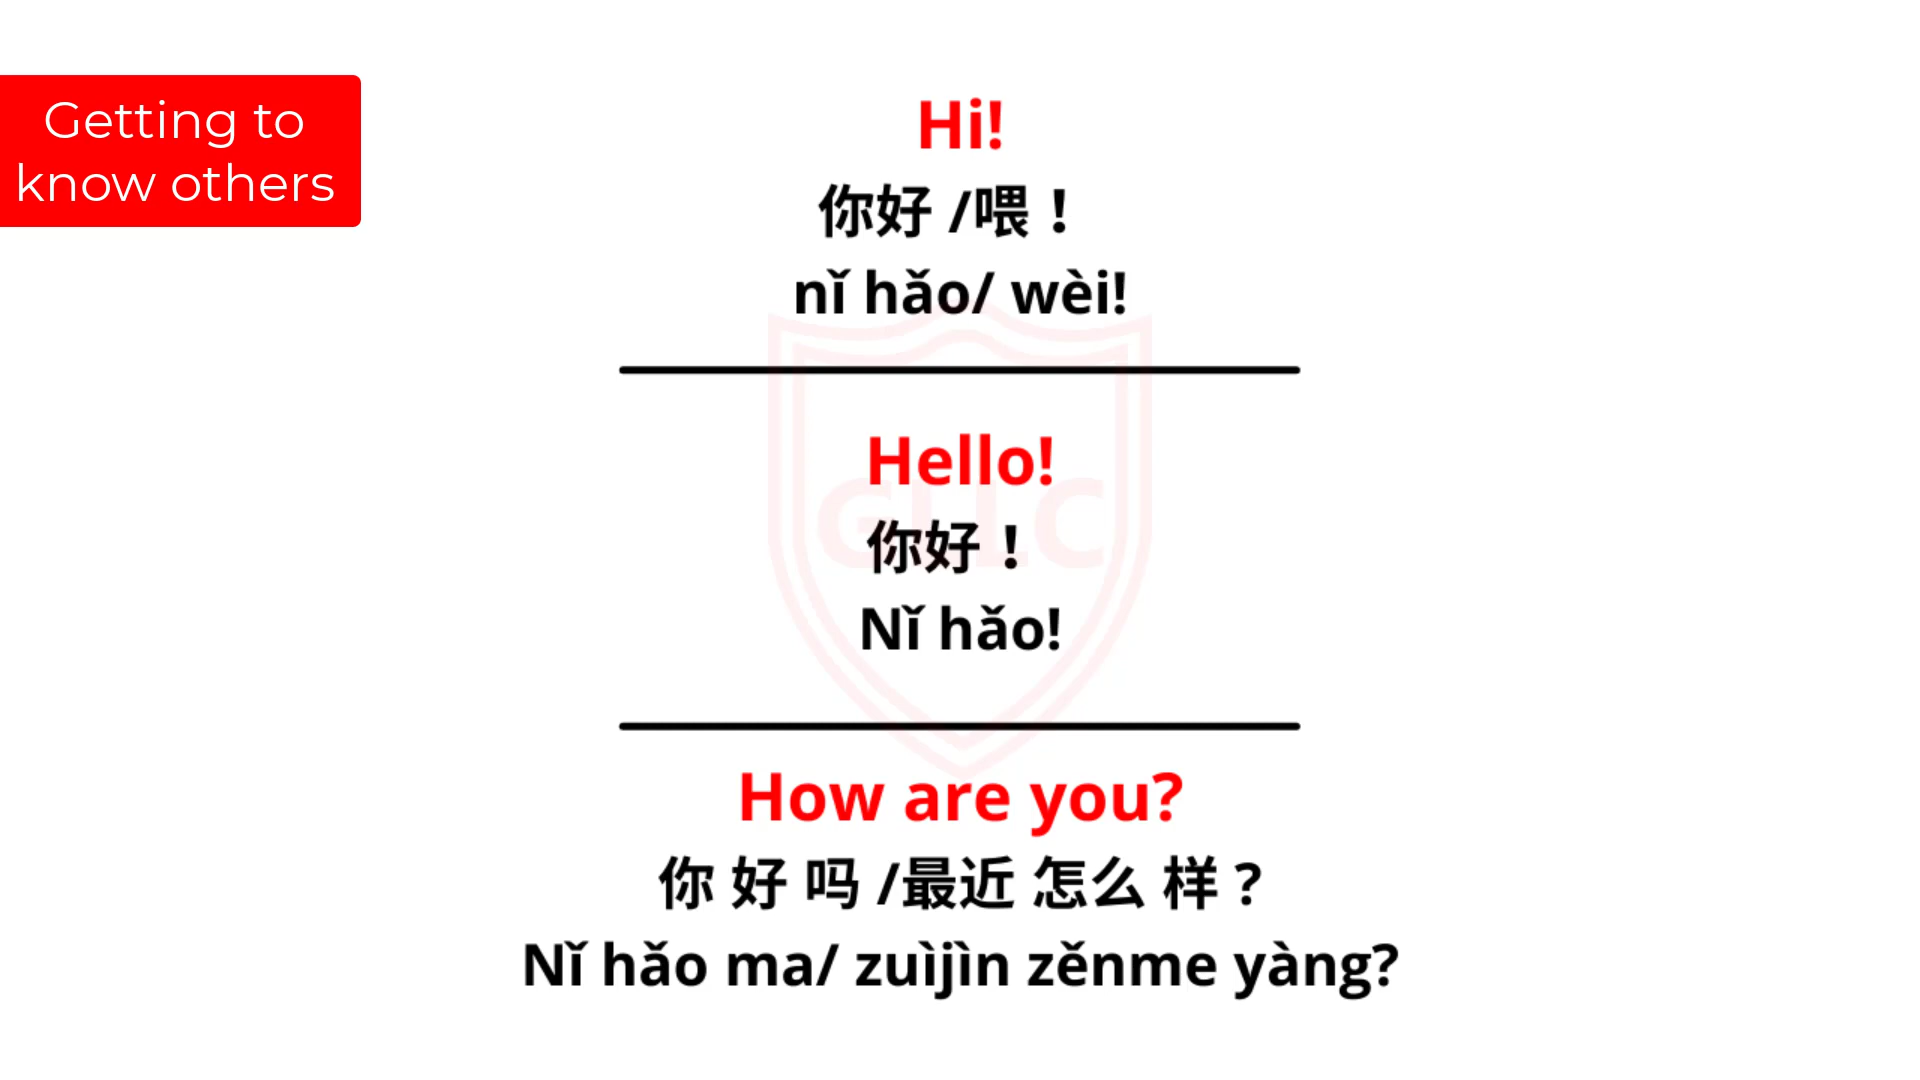 Getting to
know others
Hi!
你好 /喂！
nǐ hǎo/ wèi!
Hello!
你好！
Nǐ hǎo!
How are you?
你 好 吗 /最近 怎么 样？
Nǐ hǎo ma/ zuìjìn zěnme yàng?